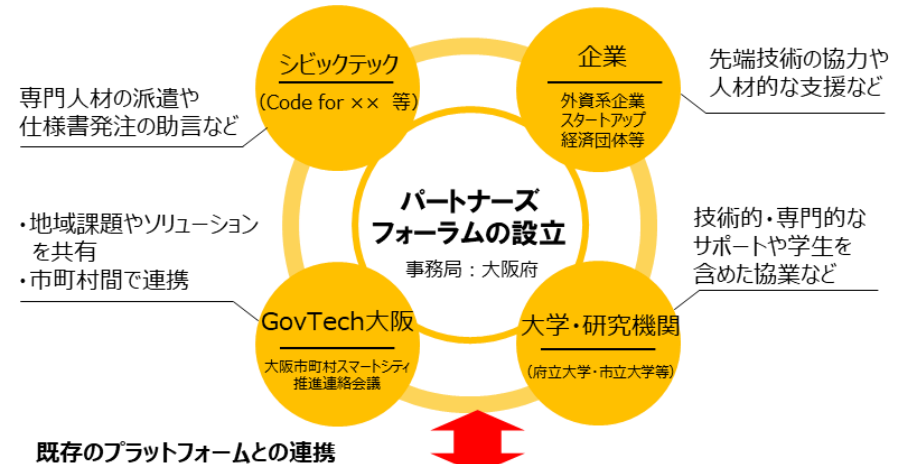 シビックテック
(Code for ×× 等)
専門人材の派遣や
仕様書発注の助言など
企業
外資系企業
スタートアップ
経済団体等
先端技術の協力や
人材的な支援など
パートナーズ
フォーラムの設立
事務局：大阪府
・地域課題やソリューション
を共有
・市町村間で連携
GovTech大阪
大阪市町村スマートシティ
推進連絡会議
技術的・専門的な
サポートや学生を
含めた協業など
大学・研究機関
(府立大学・市立大学等)
既存のプラットフォームとの連携